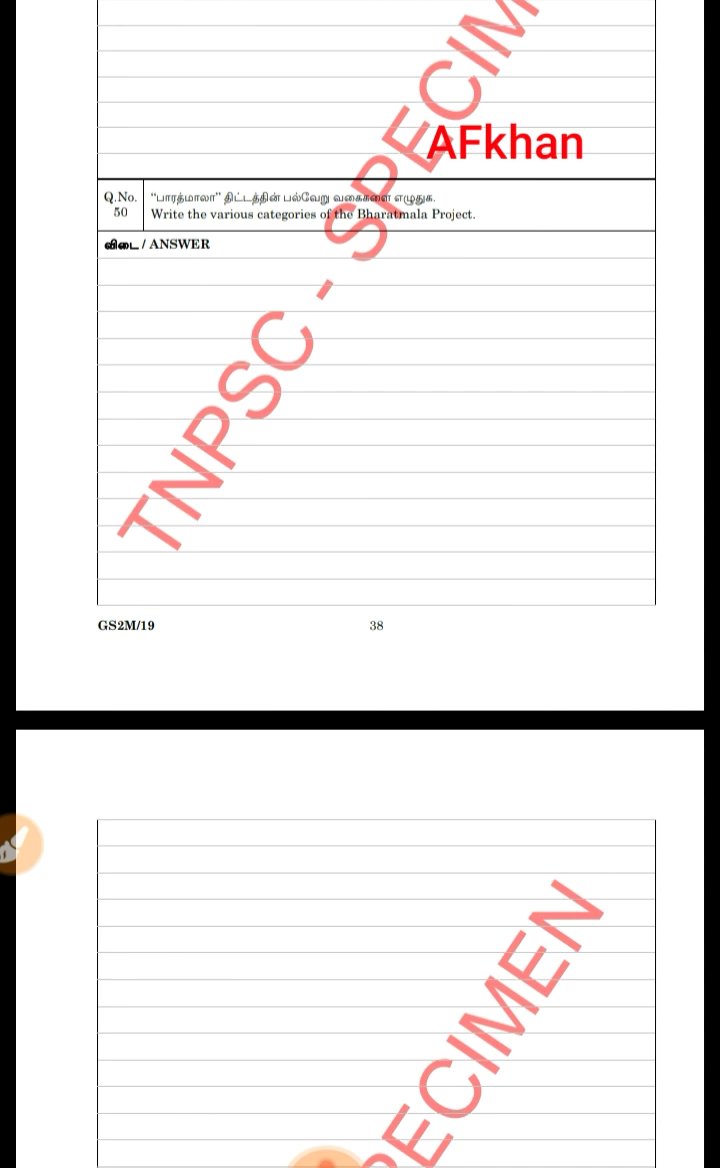 AFkhan
Q.No. 50
“பாரத்மாலா” திட்டத்தின் பல்வேறு வகைகளை எழுதுக.
Write the various categories of the Bharatmala Project.
விடை / ANSWER
TNPSC - SPECIM
GS2M/19 38
PECIMEN